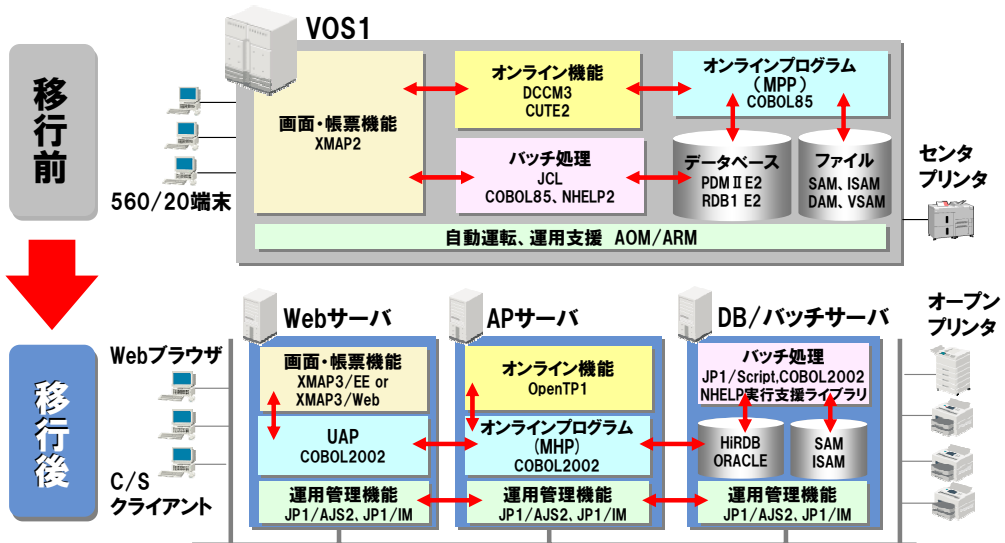 移行前
VOS1
560/20端末
画面・帳票機能
XMAP2
オンライン機能
DCCM3
CUTE2
オンラインプログラム
(MPP)
COBOL85
バッチ処理
JCL
COBOL85、NHELP2
データベース
PDMⅡE2
RDB1 E2
ファイル
SAM、ISAM
DAM、VSAM
センタ
プリンタ
自動運転、運用支援 AOM/ARM
移行後
Webブラウザ
C/S
クライアント
Webサーバ
画面・帳票機能
XMAP3/EE or
XMAP3/Web
UAP
COBOL2002
運用管理機能
JP1/AJS2、JP1/IM
APサーバ
オンライン機能
OpenTP1
オンラインプログラム
(MHP)
COBOL2002
運用管理機能
JP1/AJS2、JP1/IM
DB/バッチサーバ
バッチ処理
JP1/Script,COBOL2002
NHELP実行支援ライブラリ
HiRDB
ORACLE
SAM
ISAM
運用管理機能
JP1/AJS2、JP1/IM
オープン
プリンタ